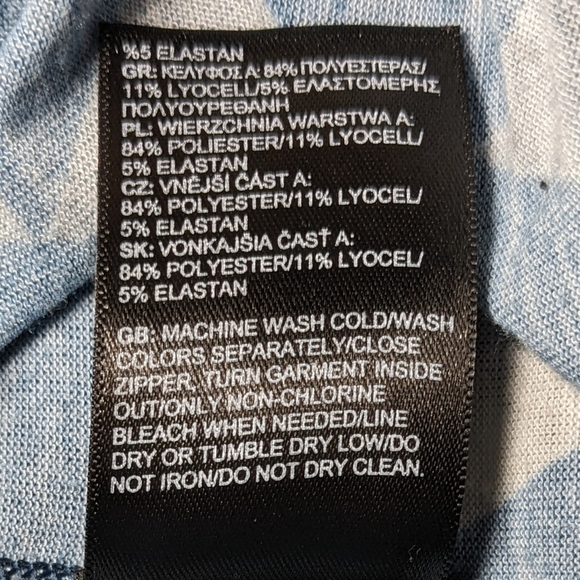 %5 ELASTAN
GR: ΚΕΛΥΦΟΣ Α: 84% ΠΟΛΥΕΣΤΕΡΑΣ/
11% LYOCELL/5% ΕΛΑΣΤΟΜΕΡΗΣ
ΠΟΛΥΟΥΡΕΘΑΝΗ
PL: WIERZCHNIA WARSTWA A:
84% POLIESTER/11% LYOCELL/
5% ELASTAN
CZ: VNĚJŠÍ ČAST A:
84% POLYESTER/11% LYOCEL/
5% ELASTAN
SK: VONKAJŠIA ČASŤ A:
84% POLYESTER/11% LYOCEL/
5% ELASTAN
GB: MACHINE WASH COLD/WASH
COLORS SEPARATELY/CLOSE
ZIPPER, TURN GARMENT INSIDE
OUT/ONLY NON-CHLORINE
BLEACH WHEN NEEDED/LINE
DRY OR TUMBLE DRY LOW/DO
NOT IRON/DO NOT DRY CLEAN.